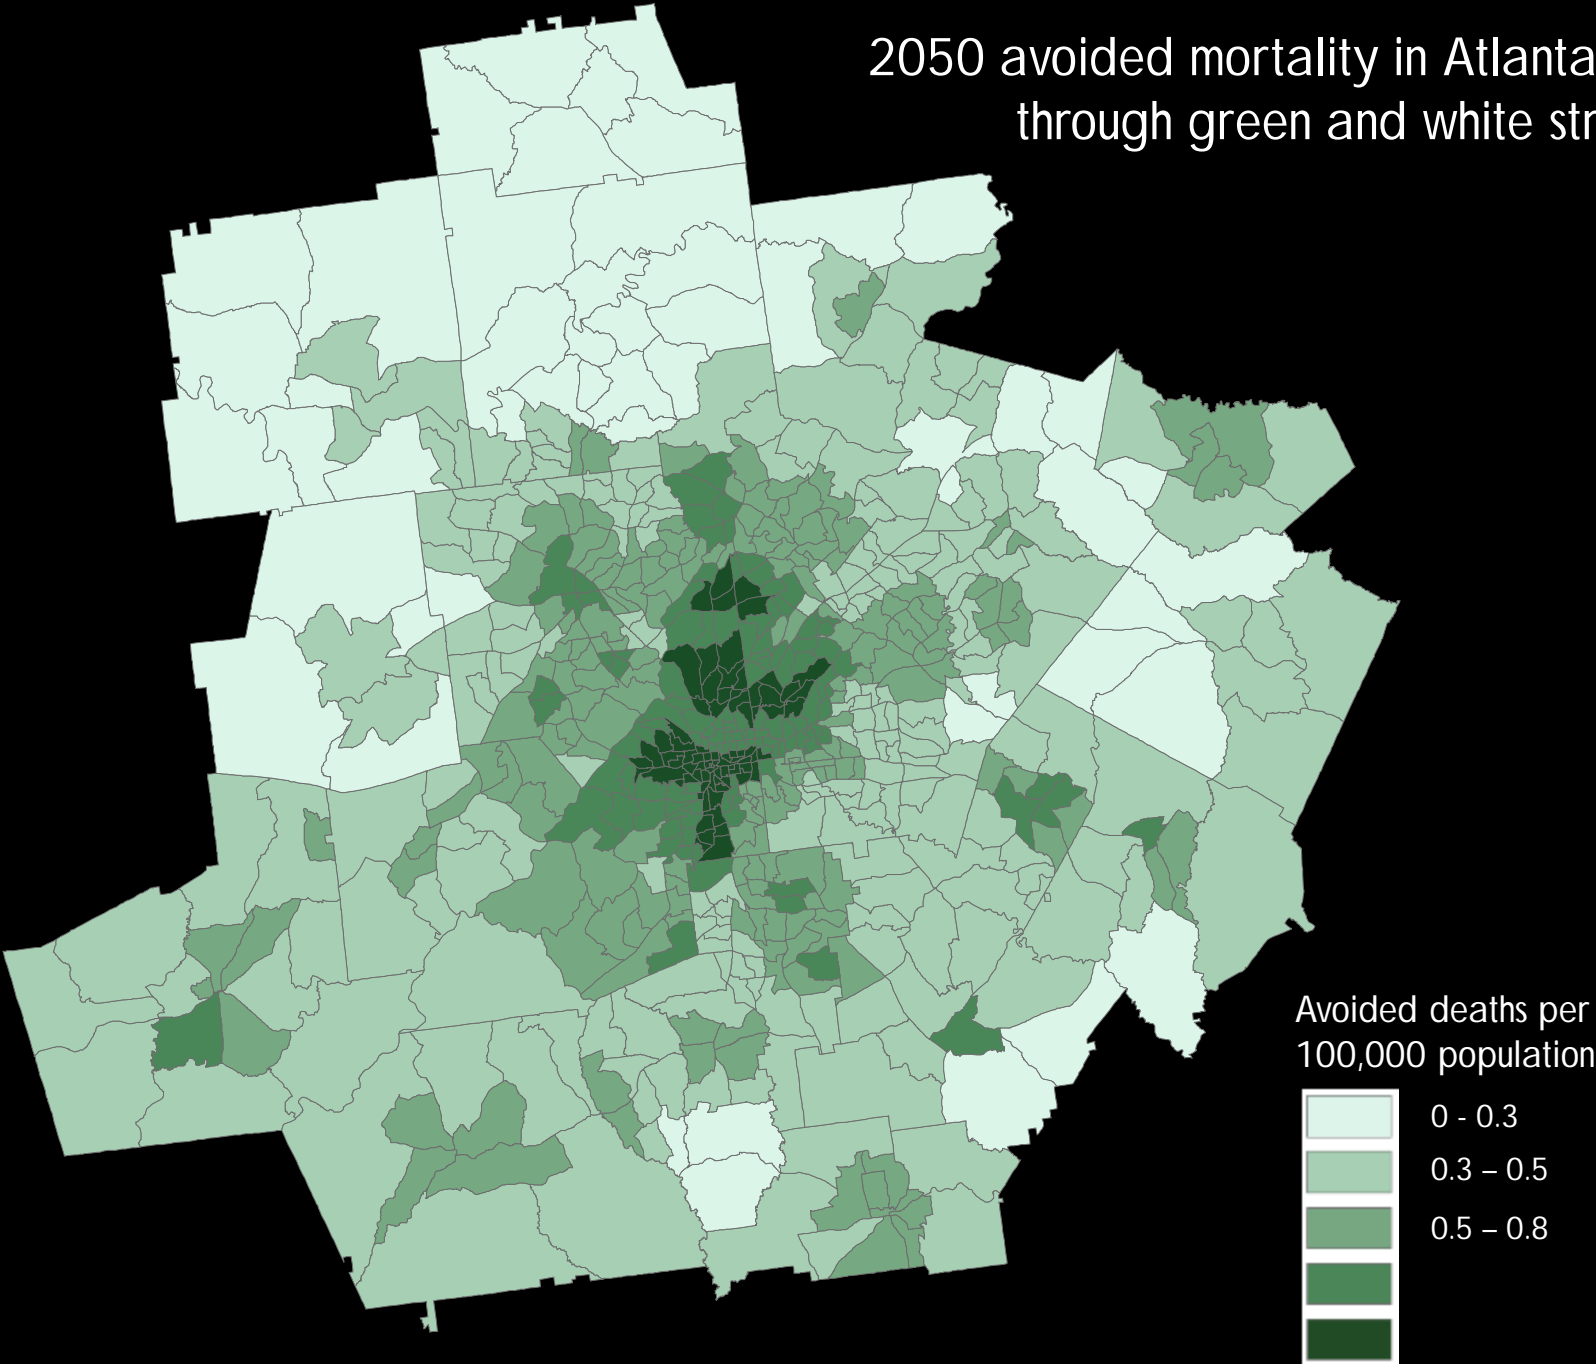 2050 avoided mortality in Atlanta
through green and white str
Avoided deaths per
100,000 population
0 - 0.3
0.3 – 0.5
0.5 – 0.8